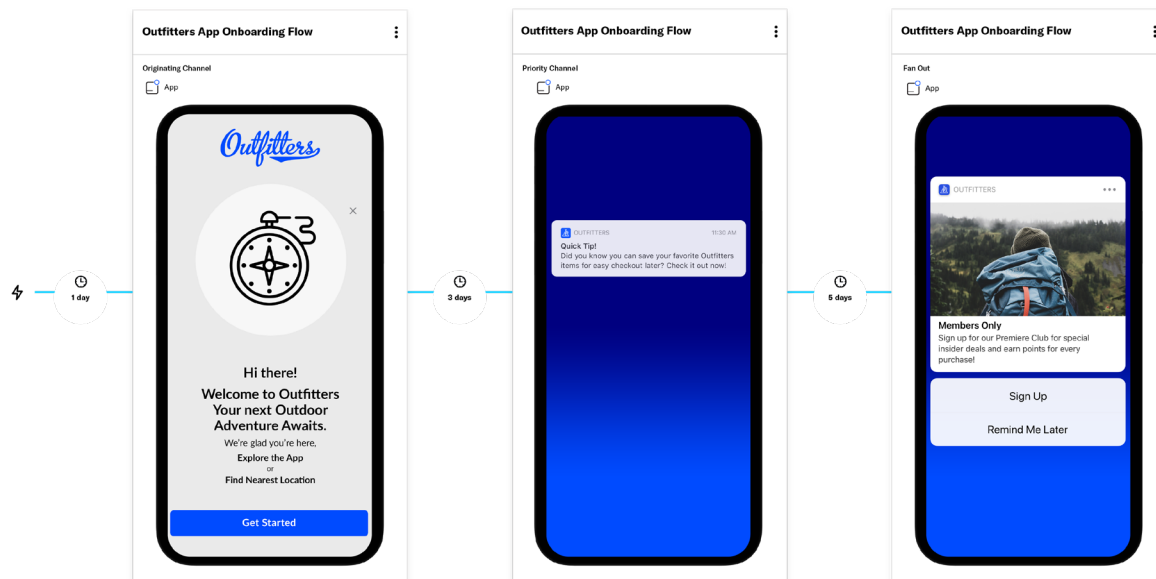 1 day
Outfitters App Onboarding Flow
Originating Channel
App
Outfitters
Hi there!
Welcome to Outfitters
Your next Outdoor
Adventure Awaits.
We're glad you're here,
Explore the App
or
Find Nearest Location
Get Started
3 days
Outfitters App Onboarding Flow
Priority Channel
App
OUTFITTERS
11:30 AM
Quick Tip!
Did you know you can save your favorite Outfitters
items for easy chockout later? Check it out now!
5 days
Outfitters App Onboarding Flow
Fan Out
App
OUTFITTERS
Members Only
Sign up for our Premiere Club for special
insider deals and earn points for every
purchase!
Sign Up
Remind Me Later